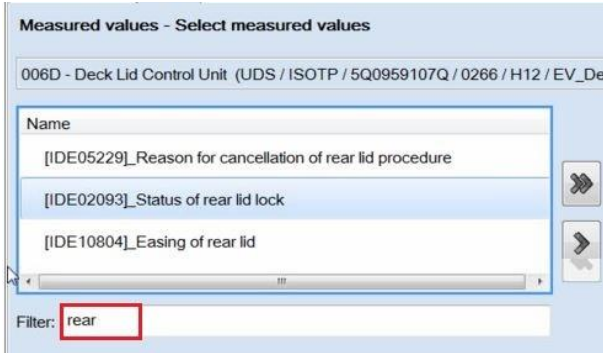 Measured values - Select measured values
006D - Deck Lid Control Unit (UDS / ISOTP / 5Q0959107Q / 0266 / H12 / EV_De
Name
[IDE05229]_Reason for cancellation of rear lid procedure
[IDE02093]_Status of rear lid lock
[IDE10804]_Easing of rear lid
Filter: rear